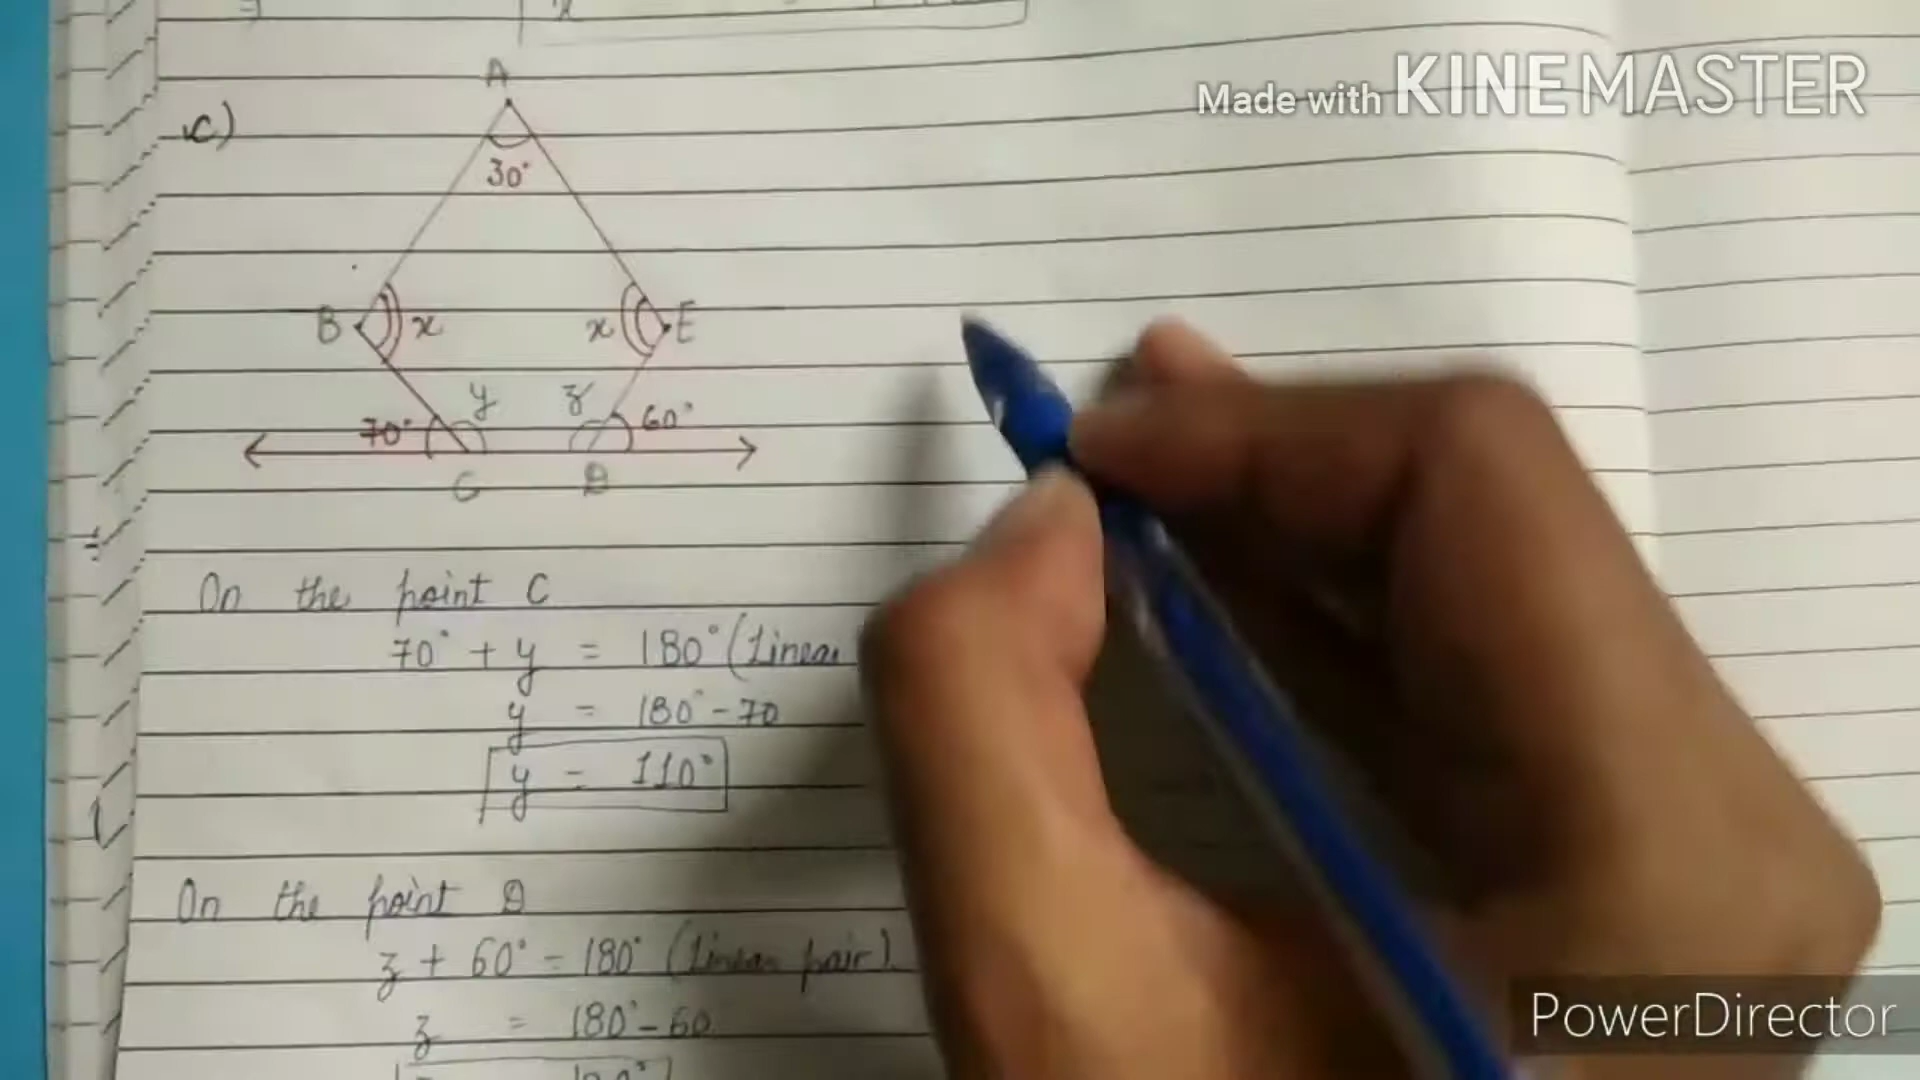 Made with KINEMASTER
A
c)
30°
B x x E
y z
70° 60°
C D
On the point C
70° + y = 180° (Linear
y = 180° - 70
y = 110°
On the point D
z + 60° = 180° (Linear pair)
z = 180° - 60
PowerDirector